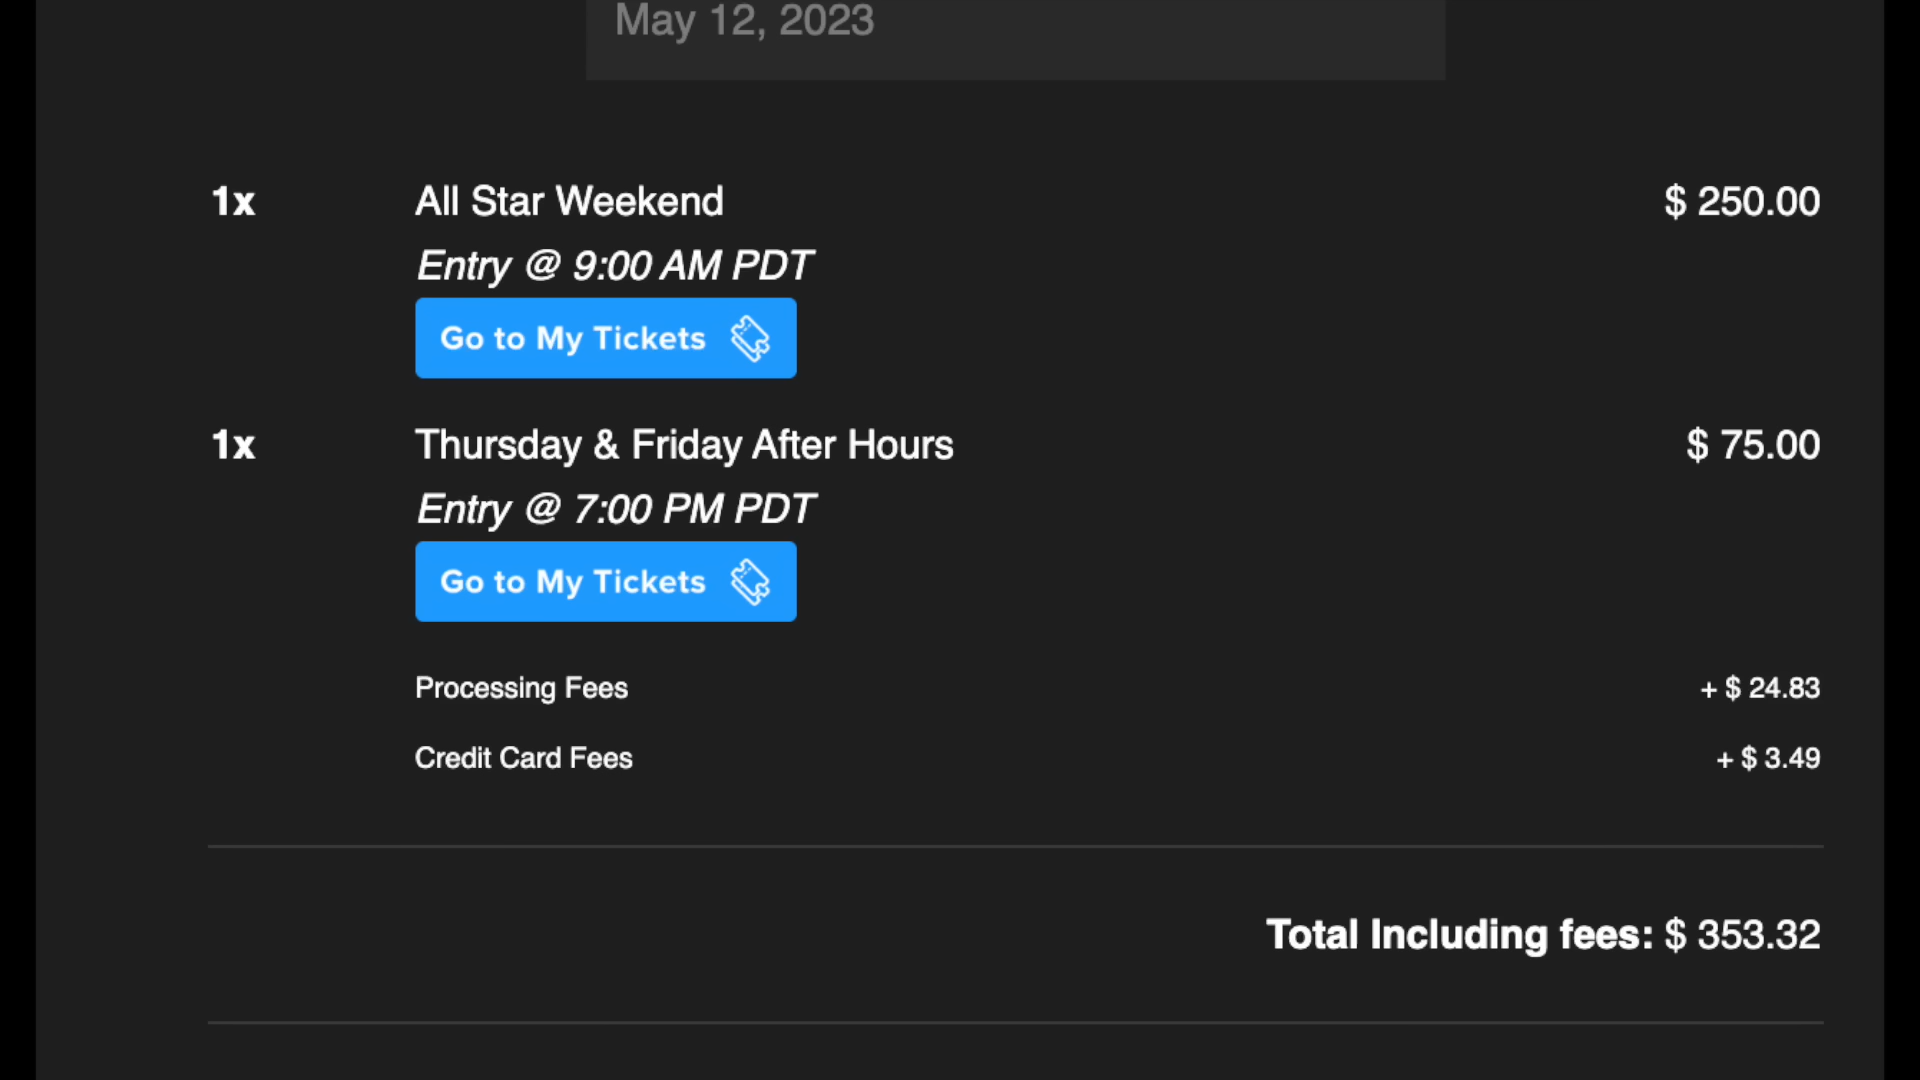 May 12, 2023
1x All Star Weekend $ 250.00
Entry @ 9:00 AM PDT
Go to My Tickets
1x Thursday & Friday After Hours $ 75.00
Entry @ 7:00 PM PDT
Go to My Tickets
Processing Fees + $ 24.83
Credit Card Fees + $ 3.49
Total Including fees: $ 353.32